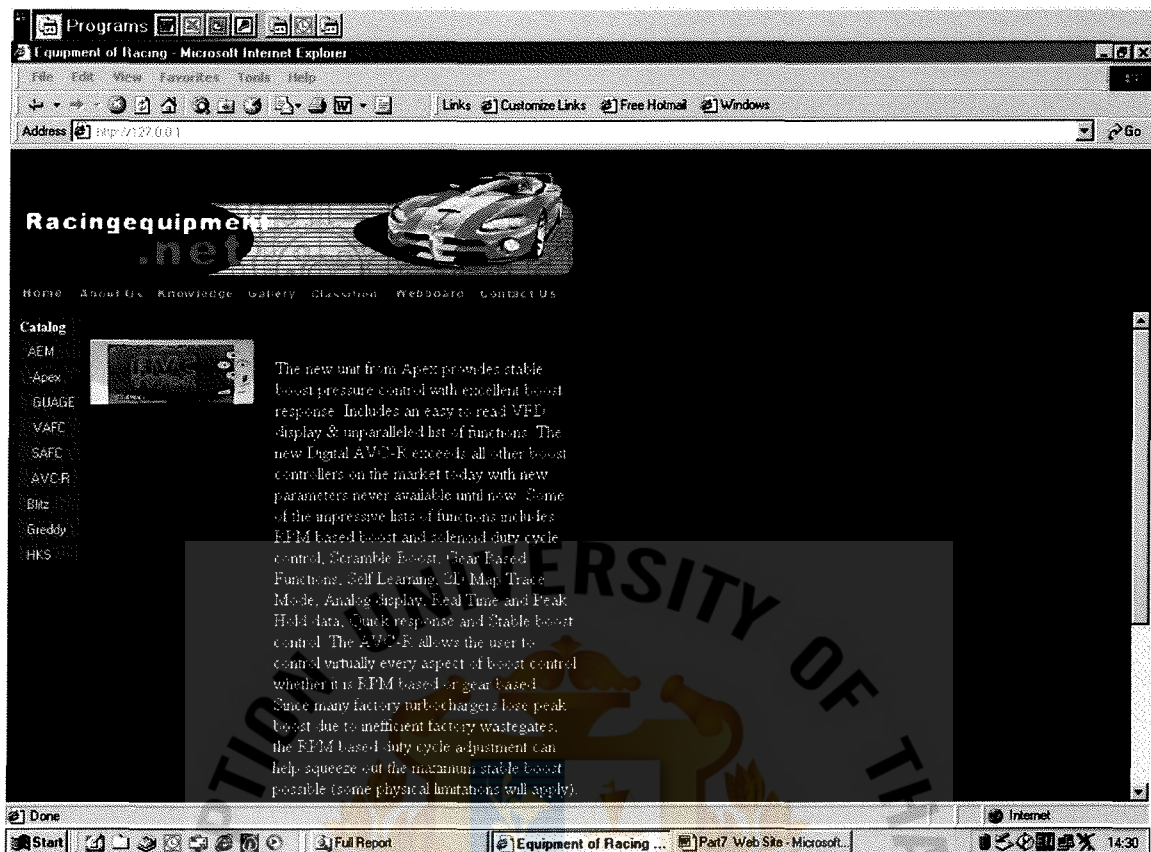 Programs
Equipment of Racing - Microsoft Internet Explorer
File Edit View Favorites Tools Help
Links Customize Links Free Hotmail Windows
Address http://127.0.0.1 Go
Racingequipment
.net
Home About Us Knowledge Gallery Classified Webboard Contact Us
Catalog
AEM
Apex
GUAGE
VAFC
SAFC
AVC-R
Blitz
Greddy
HKS
The new unit from Apex provides stable
boost pressure control with excellent boost
response. Includes an easy to read VFD
display & unparalleled list of functions. The
new Digital AVC-R exceeds all other boost
controllers on the market today with new
parameters never available until now. Some
of the impressive lists of functions includes
RPM based boost and solenoid duty cycle
control, Scramble Boost, Gear Based
Functions, Self Learning, 2D Map Trace
Mode, Analog display, Real Time and Peak
Hold data, Quick response and Stable boost
control. The AVC-R allows the user to
control virtually every aspect of boost control
whether it is RPM based or gear based.
Since many factory turbochargers lose peak
boost due to inefficient factory wastegates,
the RPM based duty cycle adjustment can
help squeeze out the maximum stable boost
possible (some physical limitations will apply).
PTION UNIVERSITY OF TH
Done Internet
Start Full Report Equipment of Racing ... Part7 Web Site - Microsoft... 14:30